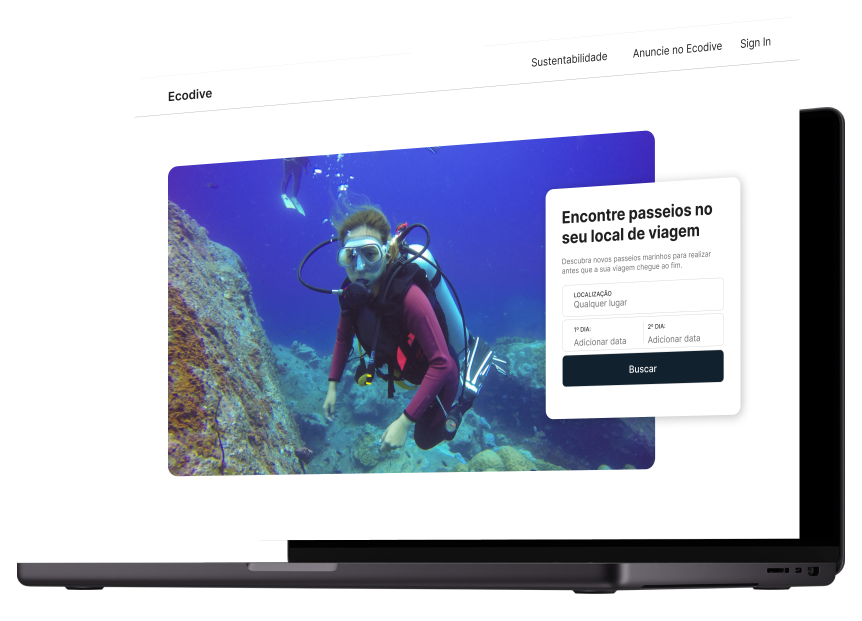 Ecodive
Sustentabilidade
Anuncie no Ecodive
Sign In
Encontre passeios no
seu local de viagem
Descubra novos passeios marinhos para realizar
antes que a sua viagem chegue ao fim.
LOCALIZAÇÃO
Qualquer lugar
1º DIA:
Adicionar data
2º DIA:
Adicionar data
Buscar